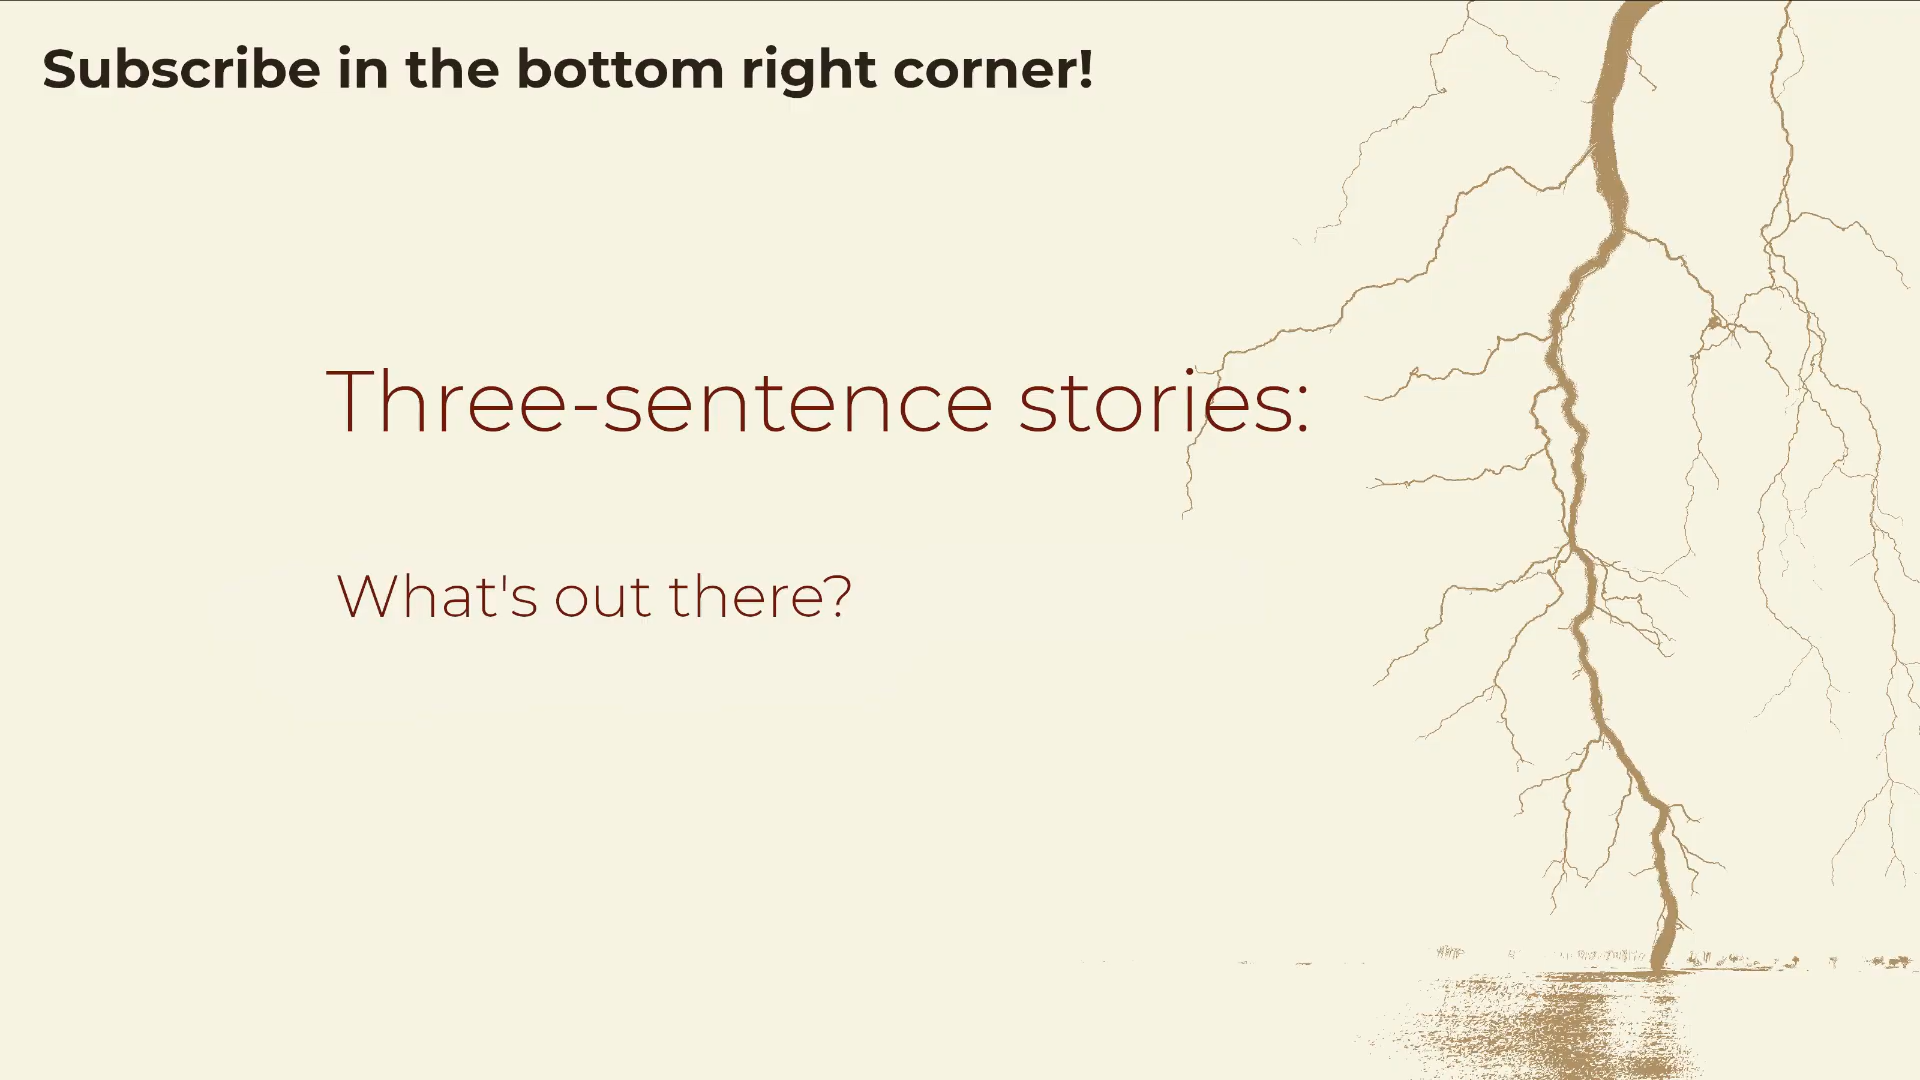 Subscribe in the bottom right corner!
Three-sentence stories:
What's out there?